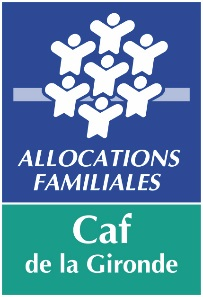 ALLOCATIONS
FAMILIALES
Caf
de la Gironde